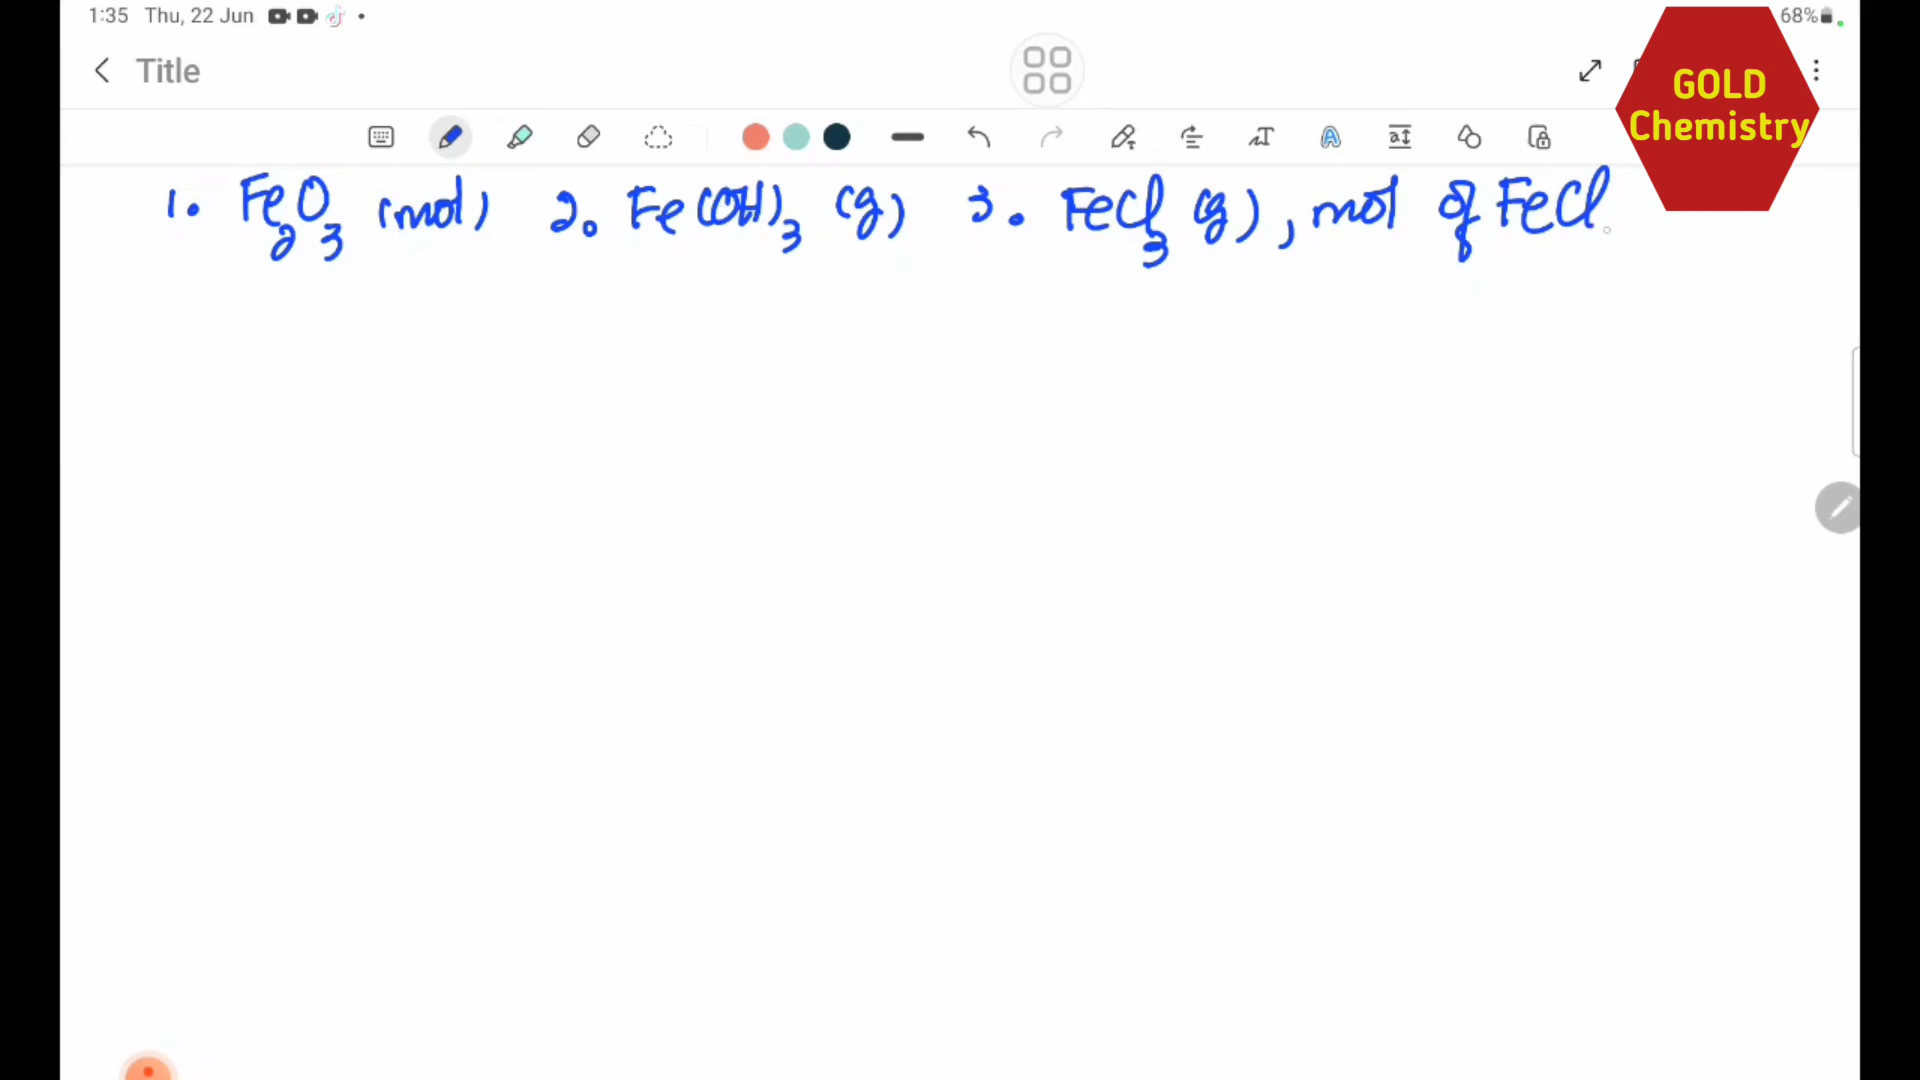 1:35 Thu, 22 Jun
68%
Title
GOLD
Chemistry
1. Fe2O3 (mol) 2. Fe(OH)3 (g) 3. FeCl3 (g), mol of FeCl